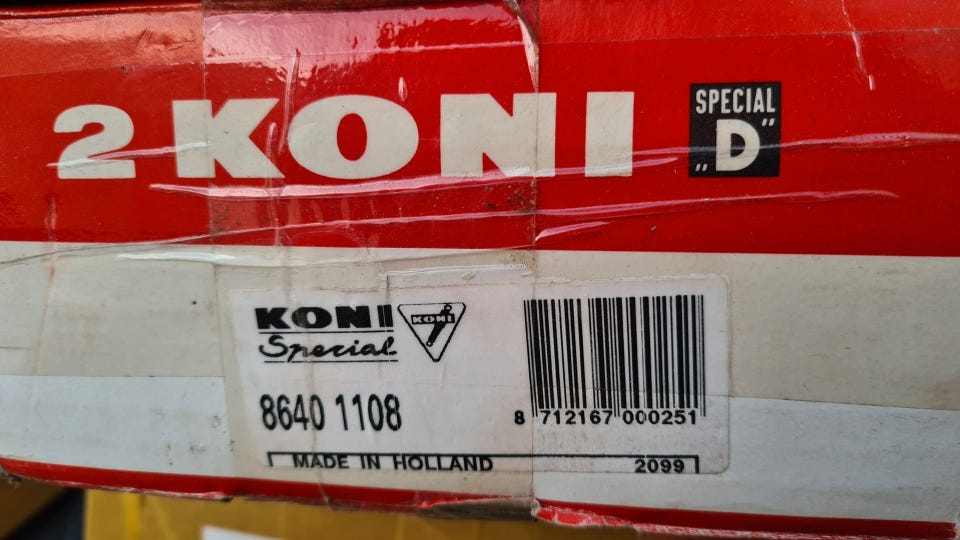 2 KONI
SPECIAL
„D”
KONI
Special
KONI
8640 1108
8 712167 000251
MADE IN HOLLAND 2099